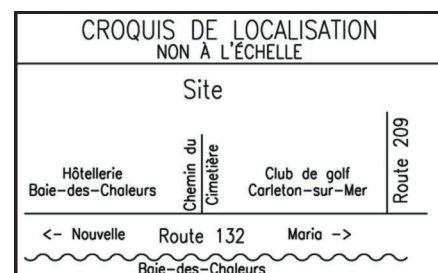 CROQUIS DE LOCALISATION
NON À L'ÉCHELLE
Site
Hôtellerie
Baie-des-Chaleurs
Chemin du
Cimetière
Club de golf
Carleton-sur-Mer
Route 209
<- Nouvelle
Route 132
Maria ->
Baie-des-Chaleurs